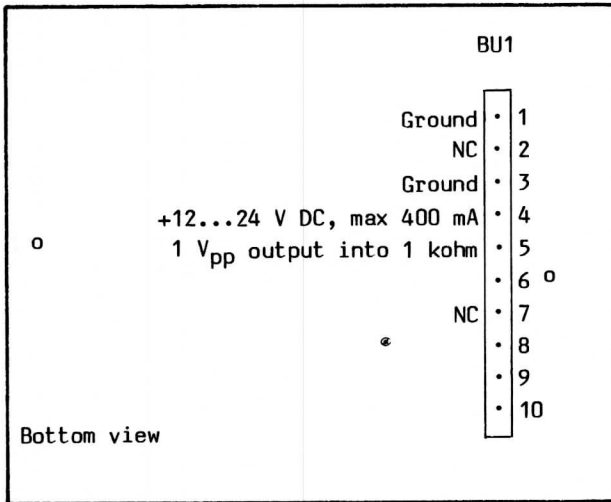 BU1
Ground 1
NC 2
Ground 3
+12...24 V DC, max 400 mA 4
1 Vpp output into 1 kohm 5
6
NC 7
8
9
10
Bottom view